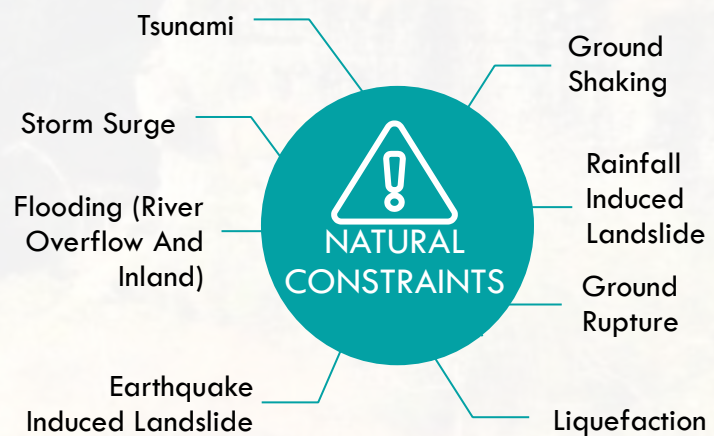 Tsunami
Ground
Shaking
Storm Surge
Rainfall
Induced
Landslide
Flooding (River
Overflow And
Inland)
NATURAL
CONSTRAINTS
Ground
Rupture
Earthquake
Induced Landslide
Liquefaction